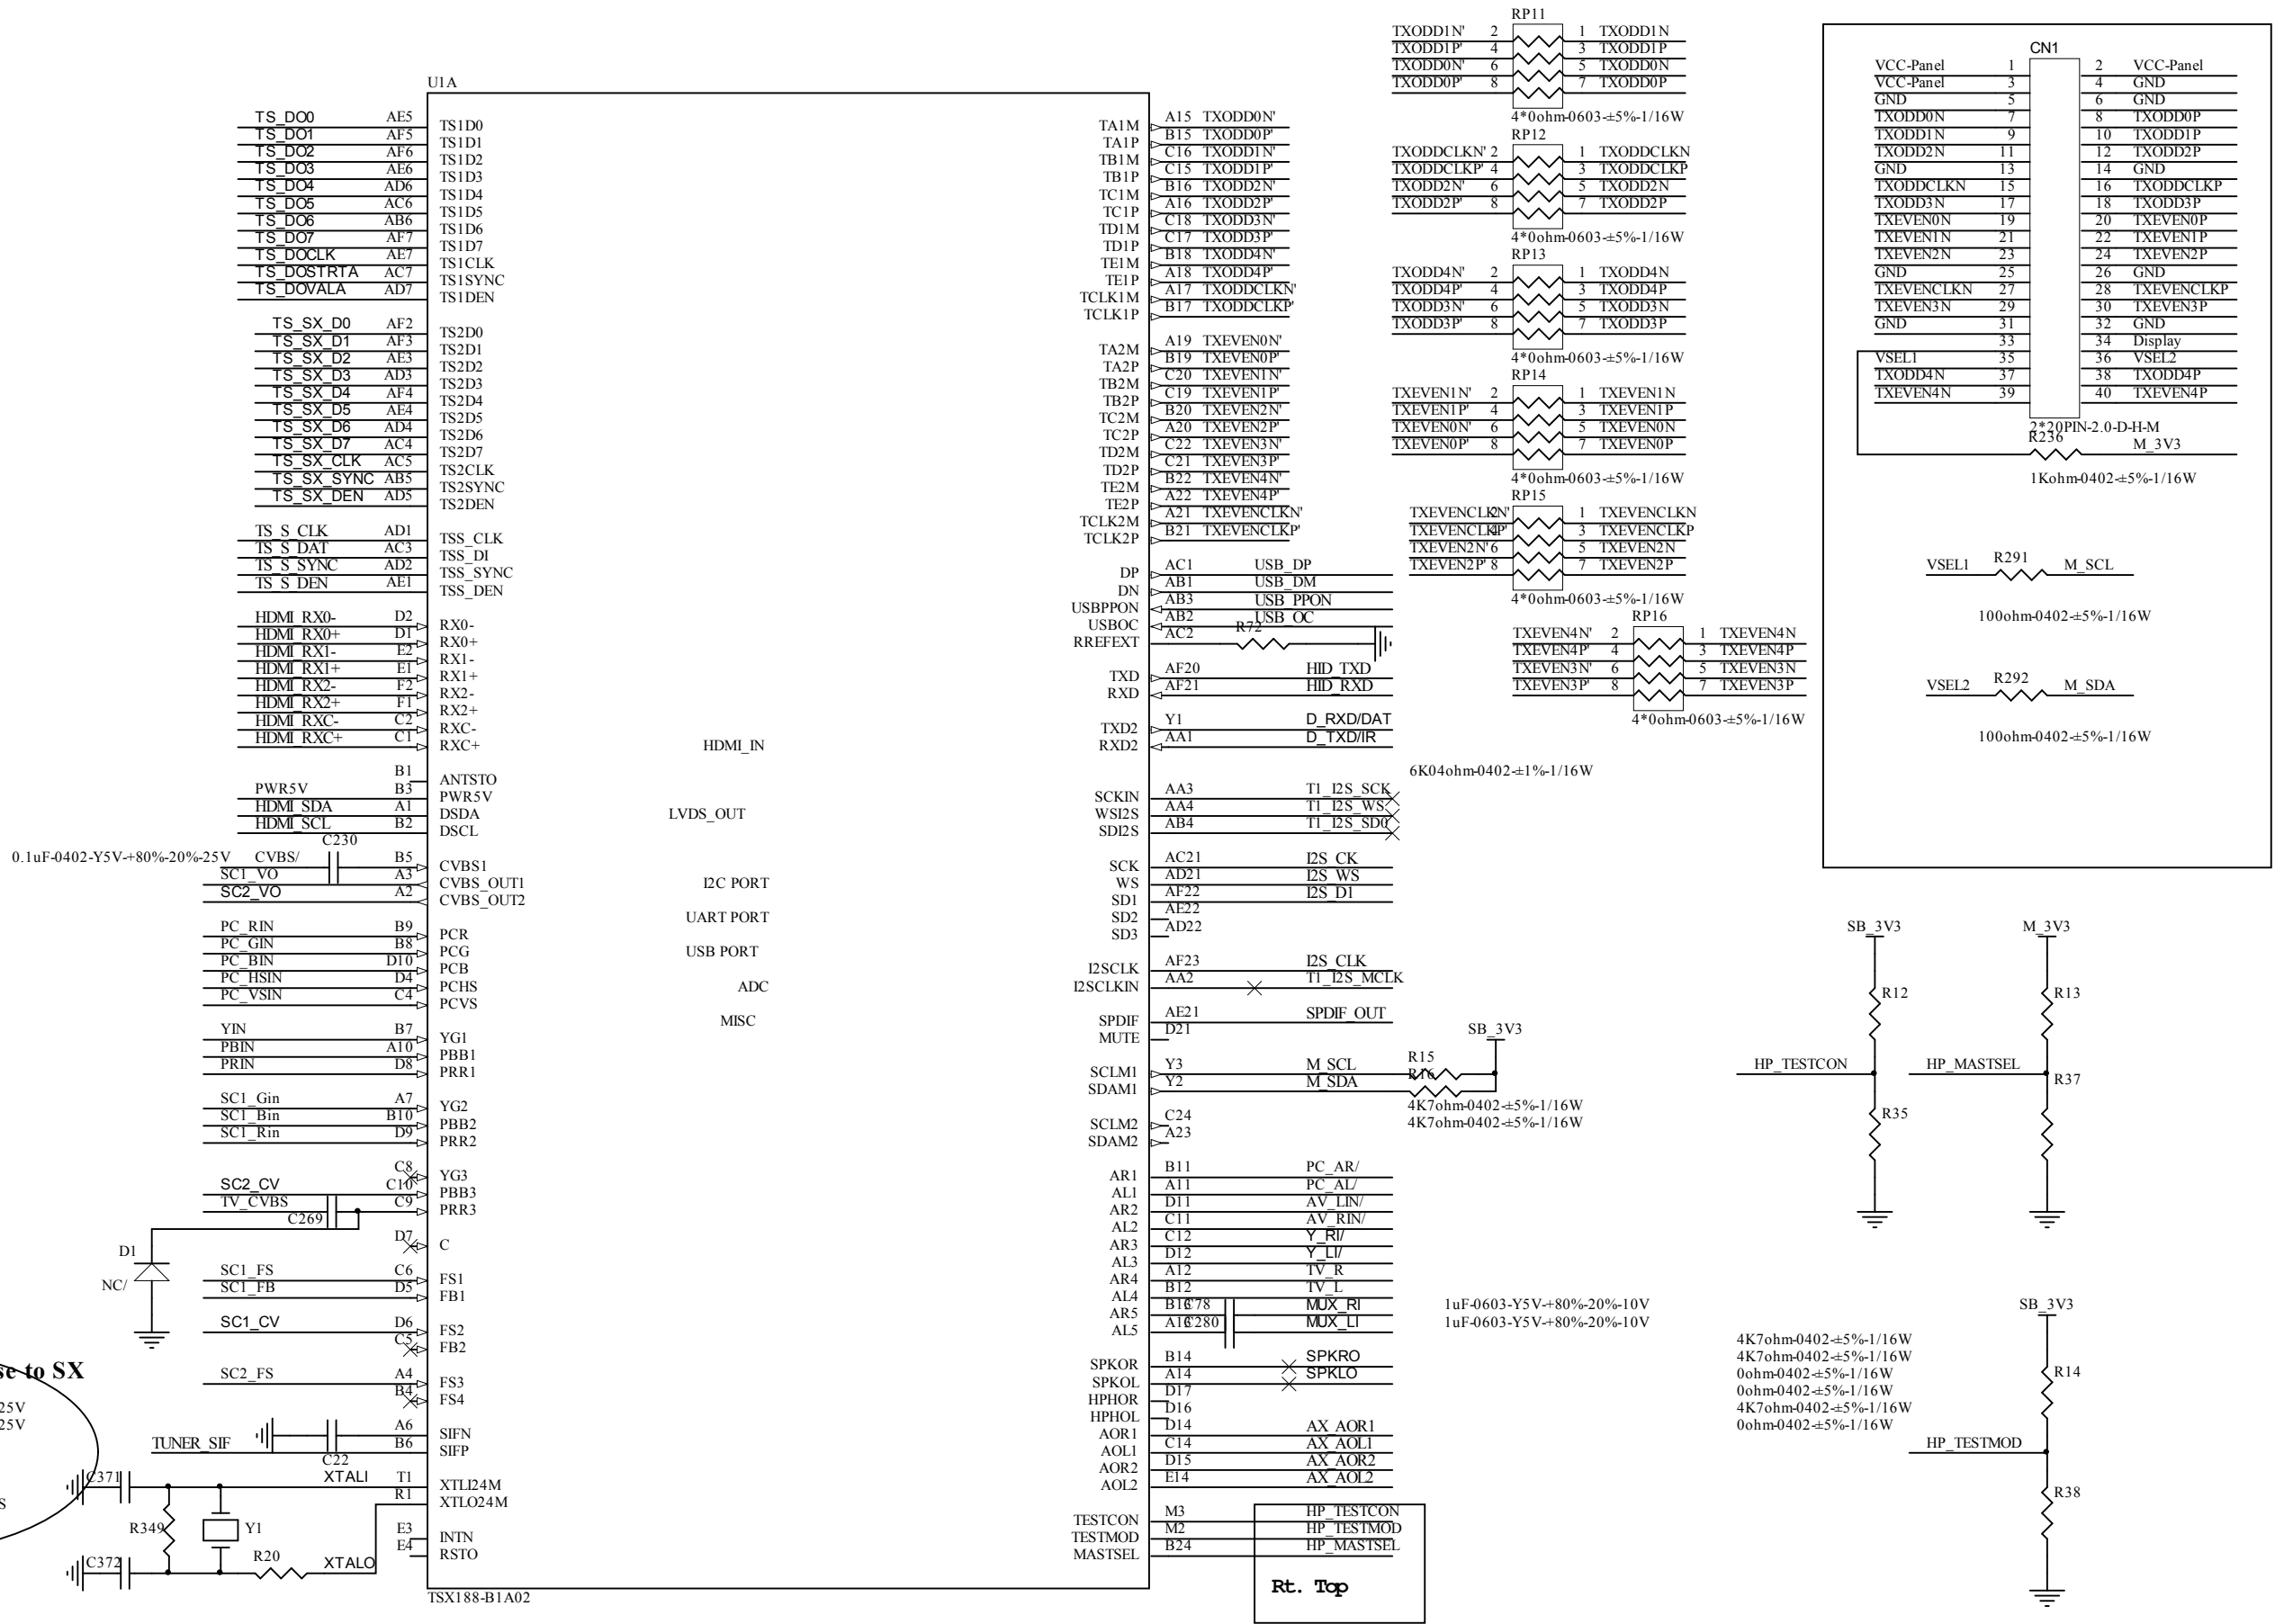 U1A
TS_DO0 AE5 TS1D0
TS_DO1 AF5 TS1D1
TS_DO2 AF6 TS1D2
TS_DO3 AE6 TS1D3
TS_DO4 AD6 TS1D4
TS_DO5 AC6 TS1D5
TS_DO6 AB6 TS1D6
TS_DO7 AF7 TS1D7
TS_DOCLK AE7 TS1CLK
TS_DOSTRTA AC7 TS1SYNC
TS_DOVALA AD7 TS1DEN
TS_SX_D0 AF2 TS2D0
TS_SX_D1 AF3 TS2D1
TS_SX_D2 AE3 TS2D2
TS_SX_D3 AD3 TS2D3
TS_SX_D4 AF4 TS2D4
TS_SX_D5 AE4 TS2D5
TS_SX_D6 AD4 TS2D6
TS_SX_D7 AC4 TS2D7
TS_SX_CLK AC5 TS2CLK
TS_SX_SYNC AB5 TS2SYNC
TS_SX_DEN AD5 TS2DEN
TS_S_CLK AD1 TSS_CLK
TS_S_DAT AC3 TSS_DI
TS_S_SYNC AD2 TSS_SYNC
TS_S_DEN AE1 TSS_DEN
HDMI_RX0- D2 RX0-
HDMI_RX0+ D1 RX0+
HDMI_RX1- E2 RX1-
HDMI_RX1+ E1 RX1+
HDMI_RX2- F2 RX2-
HDMI_RX2+ F1 RX2+
HDMI_RXC- C2 RXC-
HDMI_RXC+ C1 RXC+
B1 ANTSTO
PWR5V B3 PWR5V
HDMI_SDA A1 DSDA
HDMI_SCL B2 DSCL
C230
0.1uF-0402-Y5V-+80%-20%-25V CVBS/ B5 CVBS1
SC1_VO A3 CVBS_OUT1
SC2_VO A2 CVBS_OUT2
PC_RIN B9 PCR
PC_GIN B8 PCG
PC_BIN D10 PCB
PC_HSIN D4 PCHS
PC_VSIN C4 PCVS
YIN B7 YG1
PBIN A10 PBB1
PRIN D8 PRR1
SC1_Gin A7 YG2
SC1_Bin B10 PBB2
SC1_Rin D9 PRR2
C8 YG3
SC2_CV C10 PBB3
TV_CVBS C9 PRR3
C269
D7 C
D1
NC/
SC1_FS C6 FS1
SC1_FB D5 FB1
SC1_CV D6 FS2
C5 FB2
SC2_FS A4 FS3
B4 FS4
A6 SIFN
TUNER_SIF B6 SIFP
C22
C371 XTALI T1 XTLI24M
R1 XTLO24M
R349 Y1
E3 INTN
E4 RSTO
C372 R20 XTALO
TSX188-B1A02
se to SX
25V
25V
S
HDMI_IN
LVDS_OUT
I2C PORT
UART PORT
USB PORT
ADC
MISC
TA1M A15 TXODD0N'
TA1P B15 TXODD0P'
TB1M C16 TXODD1N'
TB1P C15 TXODD1P'
TC1M B16 TXODD2N'
TC1P A16 TXODD2P'
TD1M C18 TXODD3N'
TD1P C17 TXODD3P'
TE1M B18 TXODD4N'
TE1P A18 TXODD4P'
TCLK1M A17 TXODDCLKN'
TCLK1P B17 TXODDCLKP'
TA2M A19 TXEVEN0N'
TA2P B19 TXEVEN0P'
TB2M C20 TXEVEN1N'
TB2P C19 TXEVEN1P'
TC2M B20 TXEVEN2N'
TC2P A20 TXEVEN2P'
TD2M C22 TXEVEN3N'
TD2P C21 TXEVEN3P'
TE2M B22 TXEVEN4N'
TE2P A22 TXEVEN4P'
TCLK2M A21 TXEVENCLKN'
TCLK2P B21 TXEVENCLKP'
DP AC1 USB_DP
DN AB1 USB_DM
USBPPON AB3 USB_PPON
USBOC AB2 USB_OC
RREFEXT AC2 R72
TXD AF20 HID_TXD
RXD AF21 HID_RXD
TXD2 Y1 D_RXD/DAT
RXD2 AA1 D_TXD/IR
6K04ohm-0402-±1%-1/16W
SCKIN AA3 T1_I2S_SCK
WSI2S AA4 T1_I2S_WS
SDI2S AB4 T1_I2S_SD0
SCK AC21 I2S_CK
WS AD21 I2S_WS
SD1 AF22 I2S_D1
SD2 AE22
SD3 AD22
I2SCLK AF23 I2S_CLK
I2SCLKIN AA2 T1_I2S_MCLK
SPDIF AE21 SPDIF_OUT
MUTE D21
SB_3V3
SCLM1 Y3 M_SCL R15
SDAM1 Y2 M_SDA R16
4K7ohm-0402-±5%-1/16W
4K7ohm-0402-±5%-1/16W
SCLM2 C24
SDAM2 A23
AR1 B11 PC_AR/
AL1 A11 PC_AL/
AR2 D11 AV_LIN/
AL2 C11 AV_RIN/
AR3 C12 Y_RI/
AL3 D12 Y_LI/
AR4 A12 TV_R
AL4 B12 TV_L
AR5 B13 C78 MUX_RI 1uF-0603-Y5V-+80%-20%-10V
AL5 A13 C280 MUX_LI 1uF-0603-Y5V-+80%-20%-10V
SPKOR B14 SPKRO
SPKOL A14 SPKLO
HPHOR D17
HPHOL D16
AOR1 D14 AX_AOR1
AOL1 C14 AX_AOL1
AOR2 D15 AX_AOR2
AOL2 E14 AX_AOL2
TESTCON M3 HP_TESTCON
TESTMOD M2 HP_TESTMOD
MASTSEL B24 HP_MASTSEL
Rt. Top
RP11
TXODD1N' 2 1 TXODD1N
TXODD1P' 4 3 TXODD1P
TXODD0N' 6 5 TXODD0N
TXODD0P' 8 7 TXODD0P
4*0ohm-0603-±5%-1/16W
RP12
TXODDCLKN' 2 1 TXODDCLKN
TXODDCLKP' 4 3 TXODDCLKP
TXODD2N' 6 5 TXODD2N
TXODD2P' 8 7 TXODD2P
4*0ohm-0603-±5%-1/16W
RP13
TXODD4N' 2 1 TXODD4N
TXODD4P' 4 3 TXODD4P
TXODD3N' 6 5 TXODD3N
TXODD3P' 8 7 TXODD3P
4*0ohm-0603-±5%-1/16W
RP14
TXEVEN1N' 2 1 TXEVEN1N
TXEVEN1P' 4 3 TXEVEN1P
TXEVEN0N' 6 5 TXEVEN0N
TXEVEN0P' 8 7 TXEVEN0P
4*0ohm-0603-±5%-1/16W
RP15
TXEVENCLKN' 2 1 TXEVENCLKN
TXEVENCLKP' 4 3 TXEVENCLKP
TXEVEN2N' 6 5 TXEVEN2N
TXEVEN2P' 8 7 TXEVEN2P
4*0ohm-0603-±5%-1/16W
RP16
TXEVEN4N' 2 1 TXEVEN4N
TXEVEN4P' 4 3 TXEVEN4P
TXEVEN3N' 6 5 TXEVEN3N
TXEVEN3P' 8 7 TXEVEN3P
4*0ohm-0603-±5%-1/16W
CN1
VCC-Panel 1 2 VCC-Panel
VCC-Panel 3 4 GND
GND 5 6 GND
TXODD0N 7 8 TXODD0P
TXODD1N 9 10 TXODD1P
TXODD2N 11 12 TXODD2P
GND 13 14 GND
TXODDCLKN 15 16 TXODDCLKP
TXODD3N 17 18 TXODD3P
TXEVEN0N 19 20 TXEVEN0P
TXEVEN1N 21 22 TXEVEN1P
TXEVEN2N 23 24 TXEVEN2P
GND 25 26 GND
TXEVENCLKN 27 28 TXEVENCLKP
TXEVEN3N 29 30 TXEVEN3P
GND 31 32 GND
33 34 Display
VSEL1 35 36 VSEL2
TXODD4N 37 38 TXODD4P
TXEVEN4N 39 40 TXEVEN4P
2*20PIN-2.0-D-H-M
R236 M_3V3
1Kohm-0402-±5%-1/16W
VSEL1 R291 M_SCL
100ohm-0402-±5%-1/16W
VSEL2 R292 M_SDA
100ohm-0402-±5%-1/16W
SB_3V3 M_3V3
R12 R13
HP_TESTCON HP_MASTSEL
R37
R35
SB_3V3
4K7ohm-0402-±5%-1/16W
4K7ohm-0402-±5%-1/16W
0ohm-0402-±5%-1/16W
0ohm-0402-±5%-1/16W
4K7ohm-0402-±5%-1/16W
0ohm-0402-±5%-1/16W
R14
HP_TESTMOD
R38